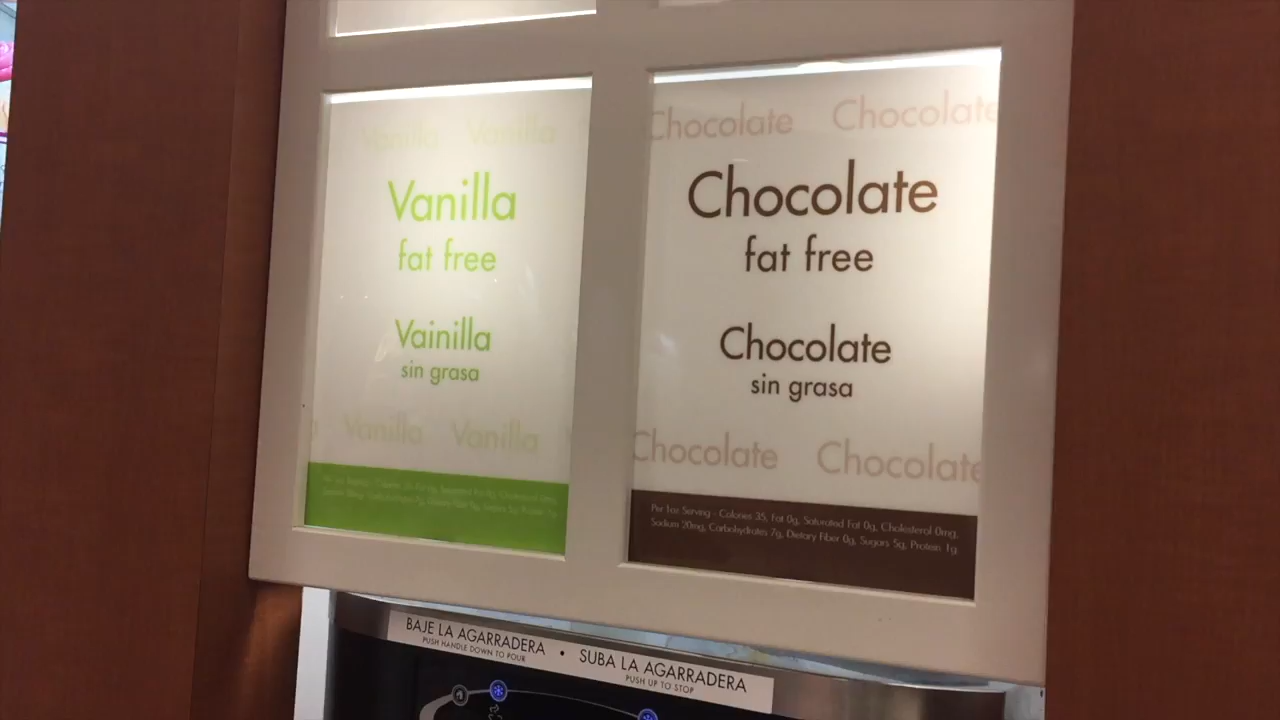 Vanilla Vanilla
Vanilla
fat free
Vainilla
sin grasa
Vanilla Vanilla
Chocolate Chocolate
Chocolate
fat free
Chocolate
sin grasa
Chocolate Chocolate
Per 1oz Serving - Calories 35, Fat 0g, Saturated Fat 0g, Cholesterol 0mg,
Sodium 20mg, Carbohydrates 7g, Dietary Fiber 0g, Sugars 5g, Protein 1g
BAJE LA AGARRADERA • SUBA LA AGARRADERA
PUSH HANDLE DOWN TO POUR PUSH UP TO STOP